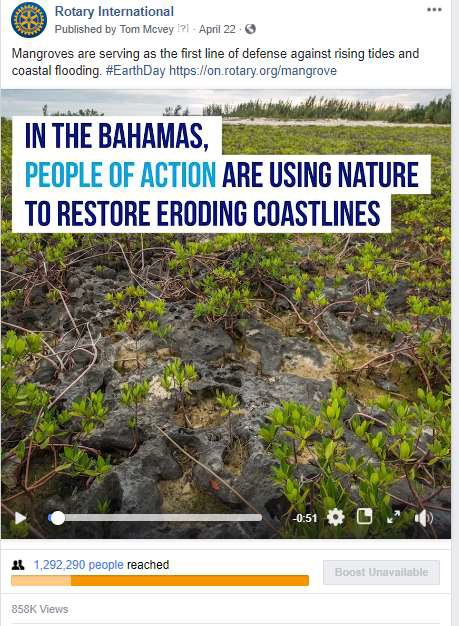 Rotary International
Published by Tom Mcvey [?] · April 22 ·
Mangroves are serving as the first line of defense against rising tides and
coastal flooding. #EarthDay https://on.rotary.org/mangrove
IN THE BAHAMAS,
PEOPLE OF ACTION ARE USING NATURE
TO RESTORE ERODING COASTLINES
-0:51
1,292,290 people reached
Boost Unavailable
858K Views